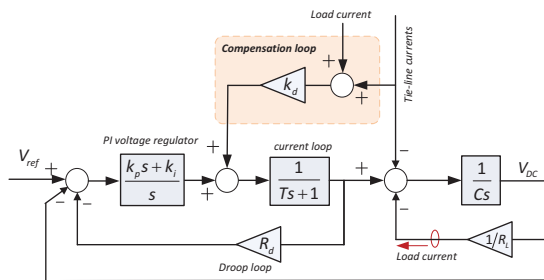 Load current
Compensation loop
Tie-line currents
+
k_d
+
+
−
PI voltage regulator
current loop
V_ref
+
−
−
k_p s + k_i
s
+
+
1
Ts + 1
+
−
1
Cs
V_DC
R_d
Droop loop
Load current
1/R_L